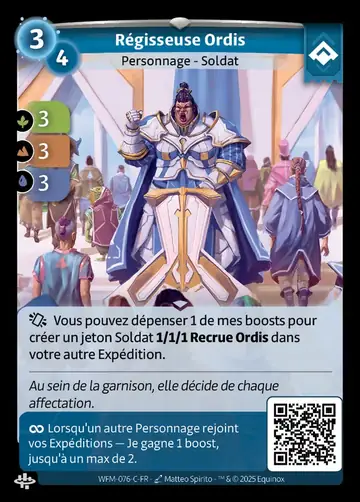 3
Régisseuse Ordis
4
Personnage - Soldat
3
3
3
Vous pouvez dépenser 1 de mes boosts pour
créer un jeton Soldat 1/1/1 Recrue Ordis dans
votre autre Expédition.
Au sein de la garnison, elle décide de chaque
affectation.
∞ Lorsqu'un autre Personnage rejoint
vos Expéditions — Je gagne 1 boost,
jusqu'à un max de 2.
WFM-076-C-FR - Matteo Spirito - ™ & © 2025 Equinox